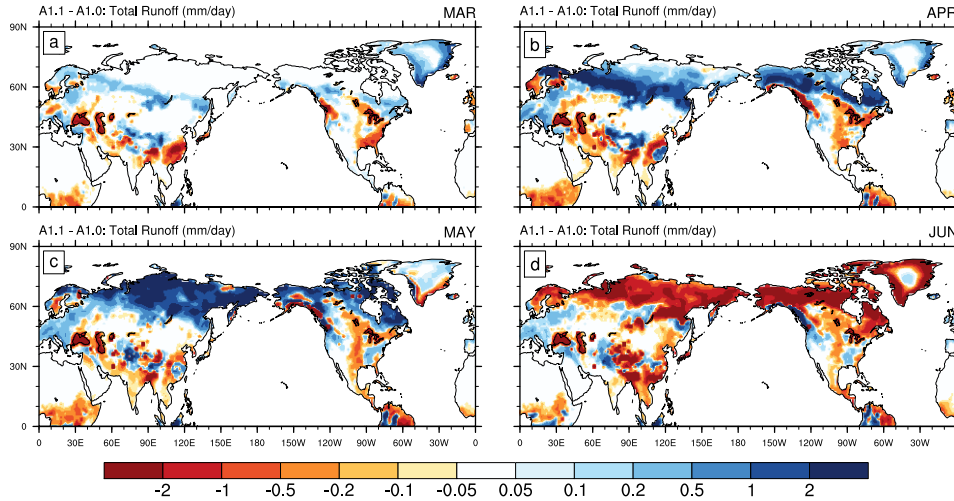 A1.1 - A1.0: Total Runoff (mm/day) MAR A1.1 - A1.0: Total Runoff (mm/day) APR
90N a b
60N
30N
0
A1.1 - A1.0: Total Runoff (mm/day) MAY A1.1 - A1.0: Total Runoff (mm/day) JUN
90N c d
60N
30N
0
0 30E 60E 90E 120E 150E 180 150W 120W 90W 60W 30W 0 0 30E 60E 90E 120E 150E 180 150W 120W 90W 60W 30W 0
-2 -1 -0.5 -0.2 -0.1 -0.05 0.05 0.1 0.2 0.5 1 2